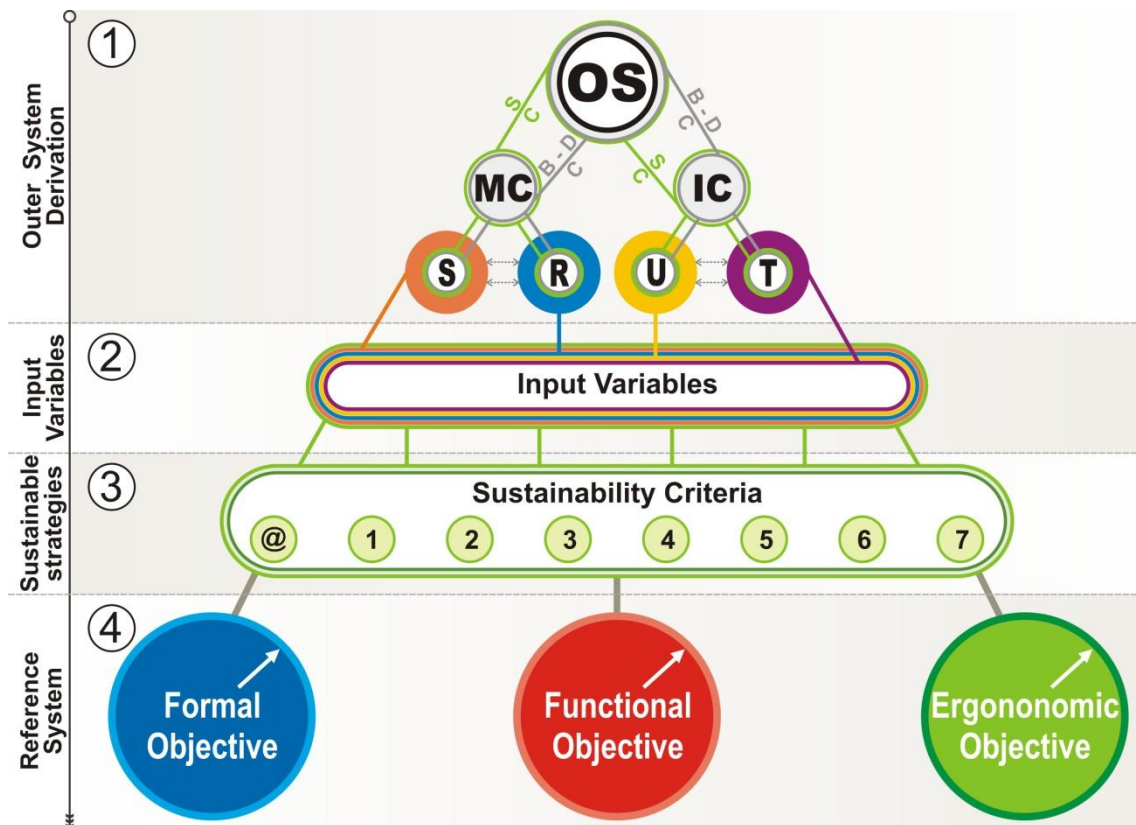 1
Outer System
Derivation
OS
S
C
B - D
C
B - D
C
S
C
MC
IC
S
R
U
T
2
Input
Variables
Input Variables
3
Sustainable
strategies
Sustainability Criteria
@ 1 2 3 4 5 6 7
4
Reference
System
Formal
Objective
Functional
Objective
Ergononomic
Objective